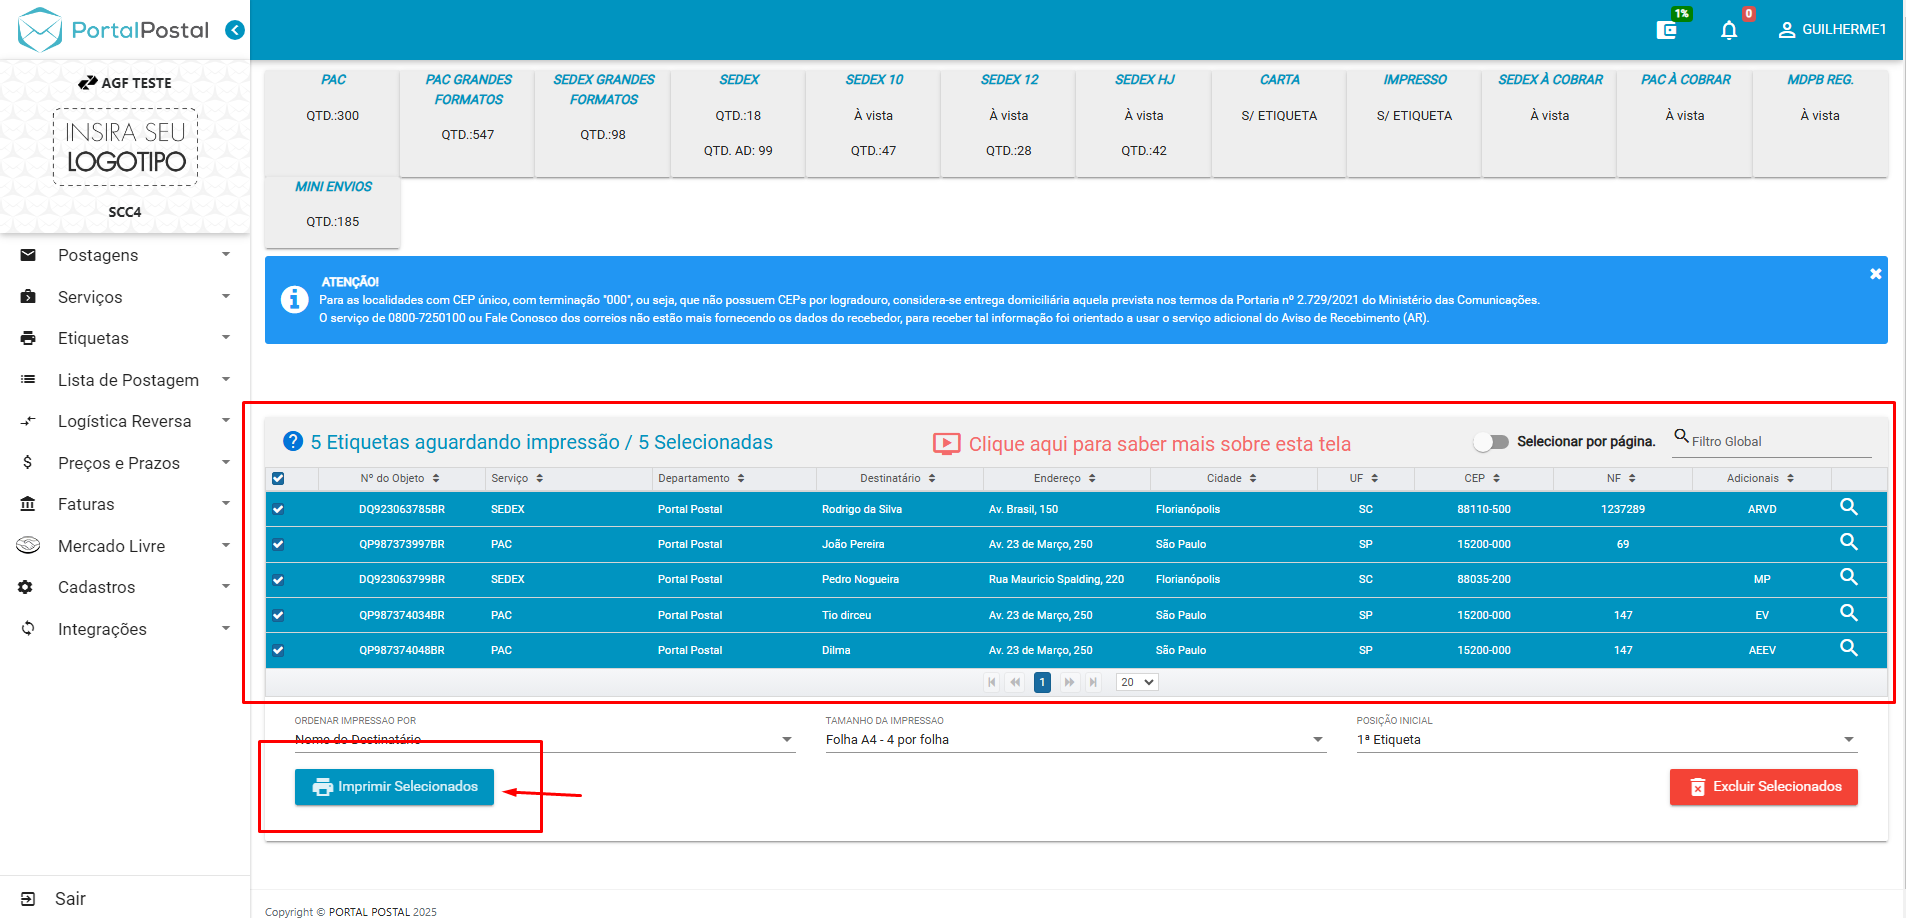 PortalPostal
1%
0
GUILHERME1
AGF TESTE
INSIRA SEU
LOGOTIPO
SCC4
Postagens
Serviços
Etiquetas
Lista de Postagem
Logística Reversa
Preços e Prazos
Faturas
Mercado Livre
Cadastros
Integrações
Sair
PAC
QTD.:300
PAC GRANDES
FORMATOS
QTD.:547
SEDEX GRANDES
FORMATOS
QTD.:98
SEDEX
QTD.:18
QTD. AD: 99
SEDEX 10
À vista
QTD.:47
SEDEX 12
À vista
QTD.:28
SEDEX HJ
À vista
QTD.:42
CARTA
S/ ETIQUETA
IMPRESSO
S/ ETIQUETA
SEDEX À COBRAR
À vista
PAC À COBRAR
À vista
MDPB REG.
À vista
MINI ENVIOS
QTD.:185
ATENÇÃO!
Para as localidades com CEP único, com terminação "000", ou seja, que não possuem CEPs por logradouro, considera-se entrega domiciliária aquela prevista nos termos da Portaria nº 2.729/2021 do Ministério das Comunicações.
O serviço de 0800-7250100 ou Fale Conosco dos correios não estão mais fornecendo os dados do recebedor, para receber tal informação foi orientado a usar o serviço adicional do Aviso de Recebimento (AR).
5 Etiquetas aguardando impressão / 5 Selecionadas
Clique aqui para saber mais sobre esta tela
Selecionar por página.
Filtro Global
Nº do Objeto Serviço Departamento Destinatário Endereço Cidade UF CEP NF Adicionais
DQ923063785BR SEDEX Portal Postal Rodrigo da Silva Av. Brasil, 150 Florianópolis SC 88110-500 1237289 ARVD
QP987373997BR PAC Portal Postal João Pereira Av. 23 de Março, 250 São Paulo SP 15200-000 69
DQ923063799BR SEDEX Portal Postal Pedro Nogueira Rua Mauricio Spalding, 220 Florianópolis SC 88035-200 MP
QP987374034BR PAC Portal Postal Tio dirceu Av. 23 de Março, 250 São Paulo SP 15200-000 147 EV
QP987374048BR PAC Portal Postal Dilma Av. 23 de Março, 250 São Paulo SP 15200-000 147 AEEV
1 20
ORDENAR IMPRESSAO POR
Nome do Destinatário
TAMANHO DA IMPRESSAO
Folha A4 - 4 por folha
POSIÇÃO INICIAL
1ª Etiqueta
Imprimir Selecionados
Excluir Selecionados
Copyright © PORTAL POSTAL 2025